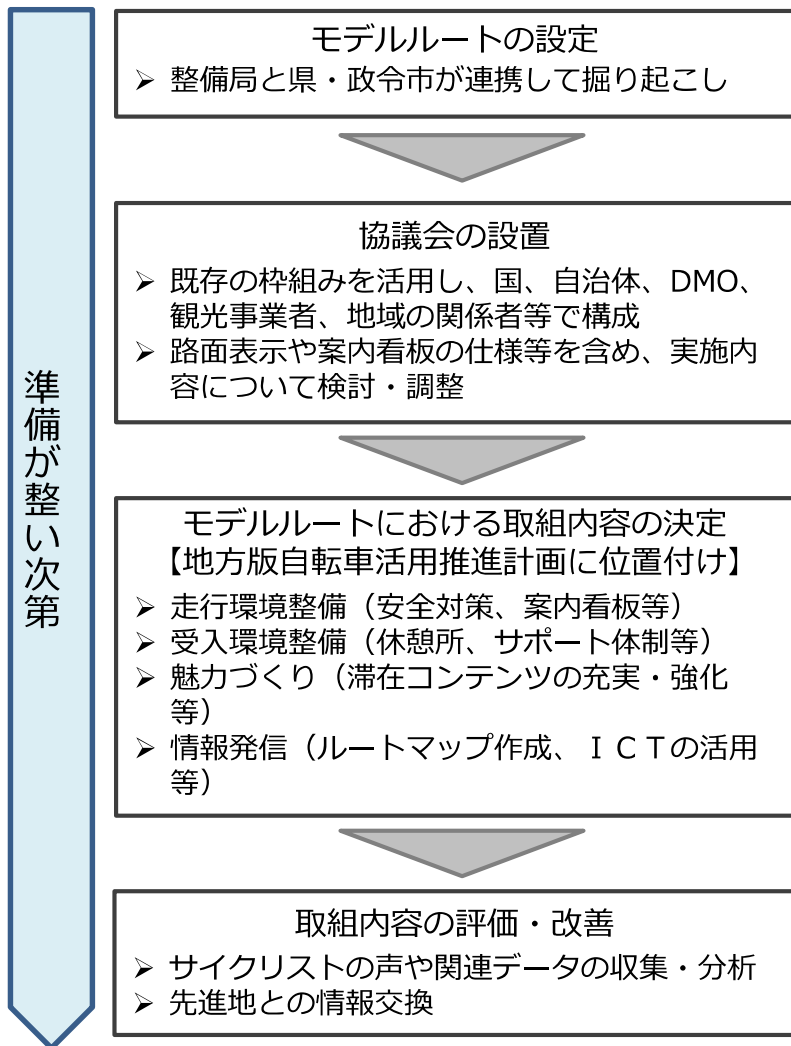 モデルルートの設定
➢ 整備局と県・政令市が連携して掘り起こし
協議会の設置
➢ 既存の枠組みを活用し、国、自治体、DMO、
観光事業者、地域の関係者等で構成
➢ 路面表示や案内看板の仕様等を含め、実施内
容について検討・調整
準備が整い次第
モデルルートにおける取組内容の決定
【地方版自転車活用推進計画に位置付け】
➢ 走行環境整備（安全対策、案内看板等）
➢ 受入環境整備（休憩所、サポート体制等）
➢ 魅力づくり（滞在コンテンツの充実・強化
等）
➢ 情報発信（ルートマップ作成、ＩＣＴの活用
等）
取組内容の評価・改善
➢ サイクリストの声や関連データの収集・分析
➢ 先進地との情報交換